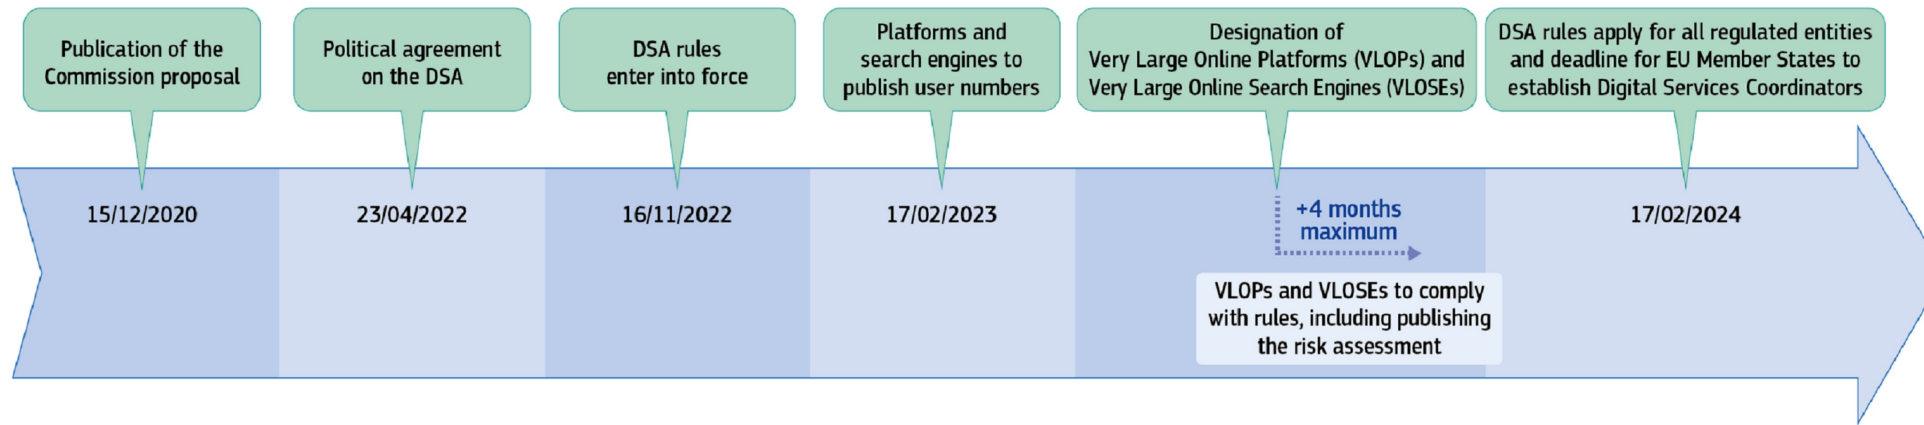 Publication of the
Commission proposal
Political agreement
on the DSA
DSA rules
enter into force
Platforms and
search engines to
publish user numbers
Designation of
Very Large Online Platforms (VLOPs) and
Very Large Online Search Engines (VLOSEs)
DSA rules apply for all regulated entities
and deadline for EU Member States to
establish Digital Services Coordinators
15/12/2020
23/04/2022
16/11/2022
17/02/2023
+4 months
maximum
17/02/2024
VLOPs and VLOSEs to comply
with rules, including publishing
the risk assessment